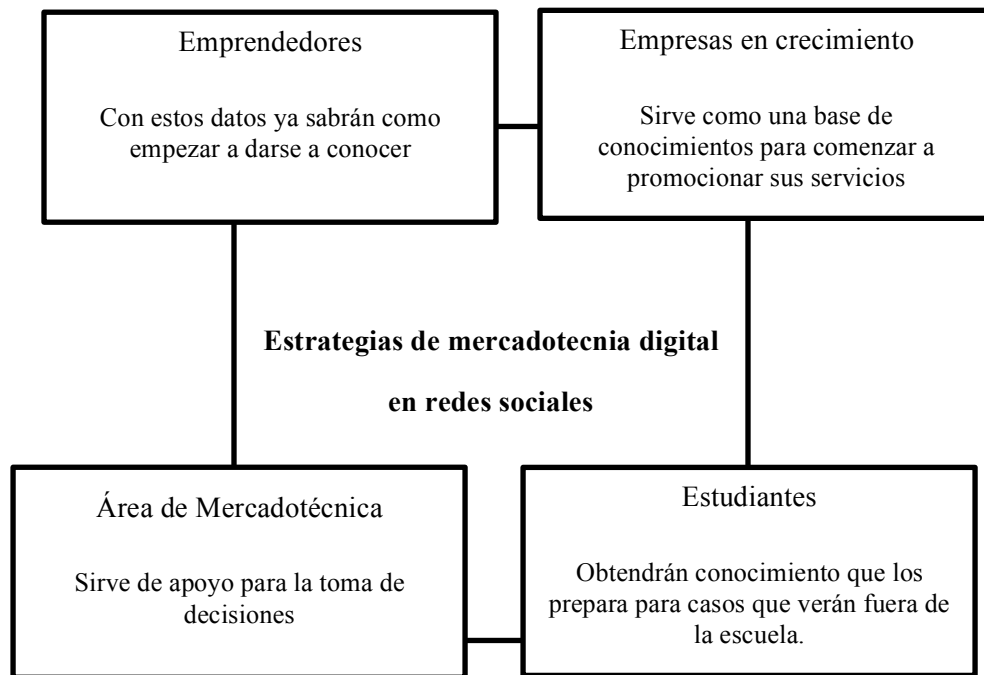 Emprendedores
Con estos datos ya sabrán como
empezar a darse a conocer
Empresas en crecimiento
Sirve como una base de
conocimientos para comenzar a
promocionar sus servicios
Estrategias de mercadotecnia digital
en redes sociales
Área de Mercadotécnica
Sirve de apoyo para la toma de
decisiones
Estudiantes
Obtendrán conocimiento que los
prepara para casos que verán fuera de
la escuela.